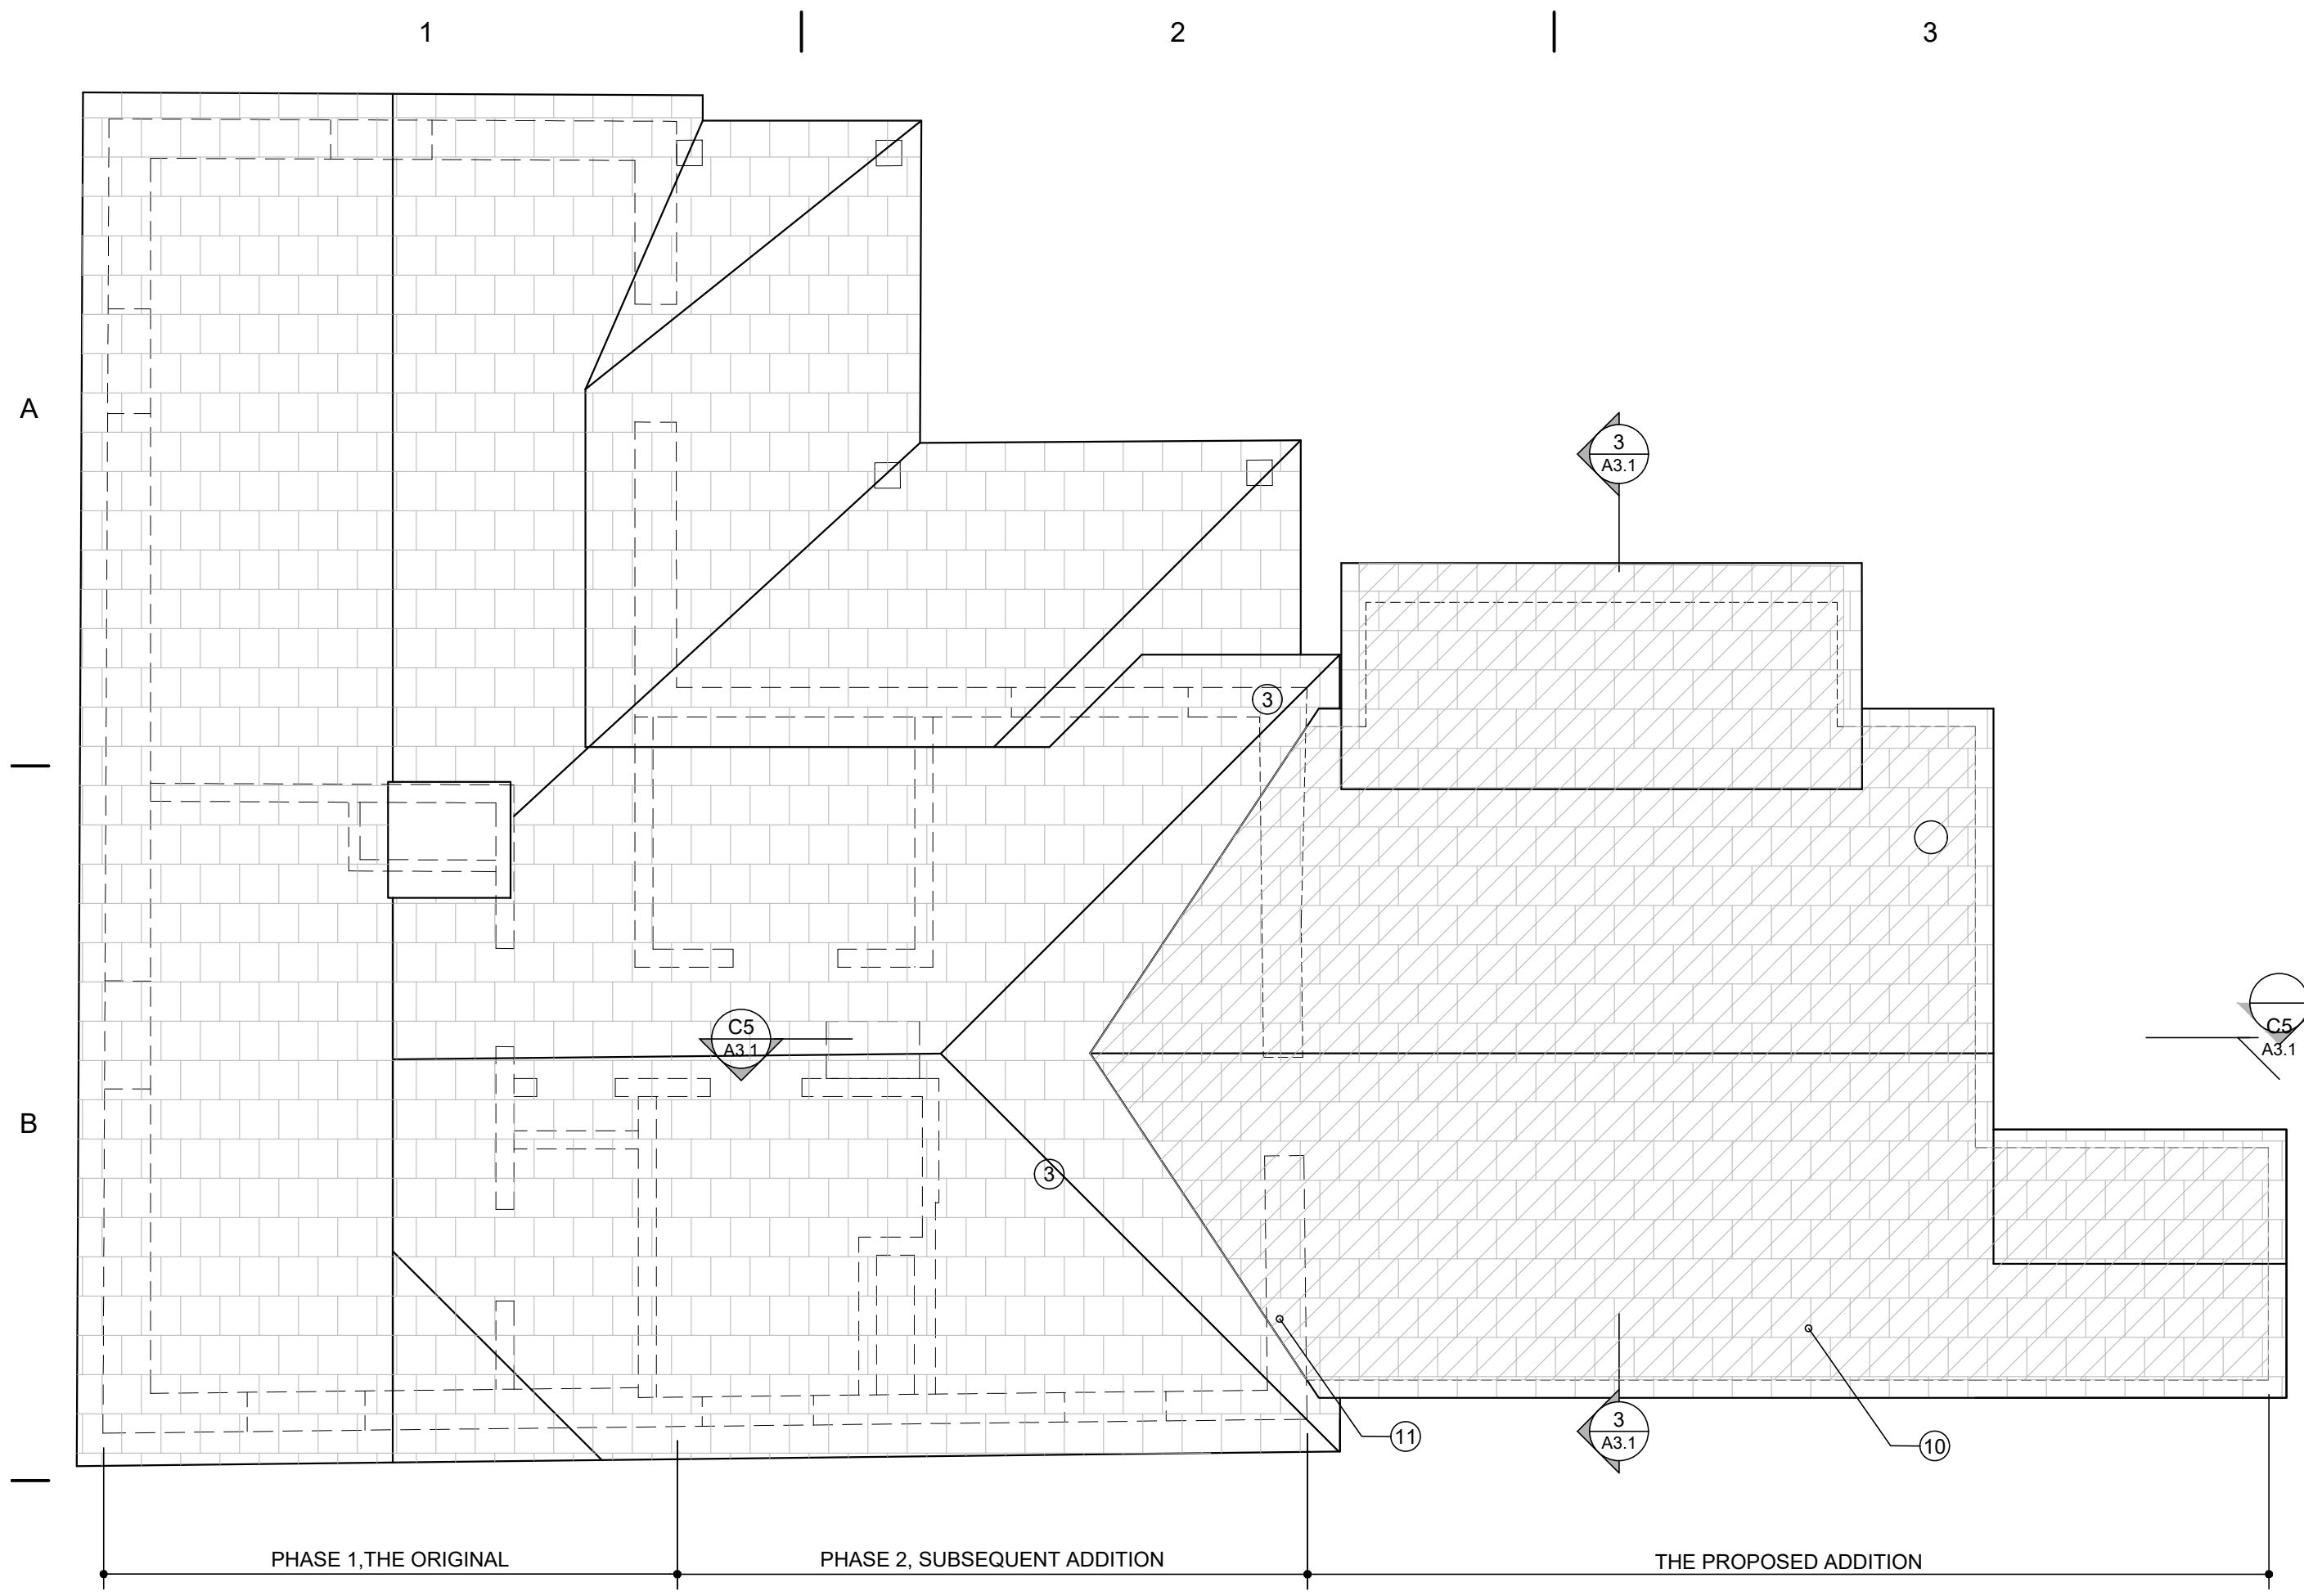 1
2
3
A
3
A3.1
3
C5
A3.1
C5
A3.1
B
3
11
3
A3.1
10
PHASE 1,THE ORIGINAL
PHASE 2, SUBSEQUENT ADDITION
THE PROPOSED ADDITION